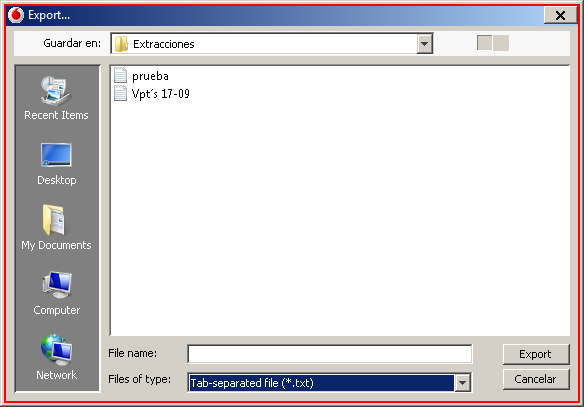 Export...
Guardar en:
Extracciones
prueba
Vpt´s 17-09
Recent Items
Desktop
My Documents
Computer
Network
File name:
Export
Files of type:
Tab-separated file (*.txt)
Cancelar